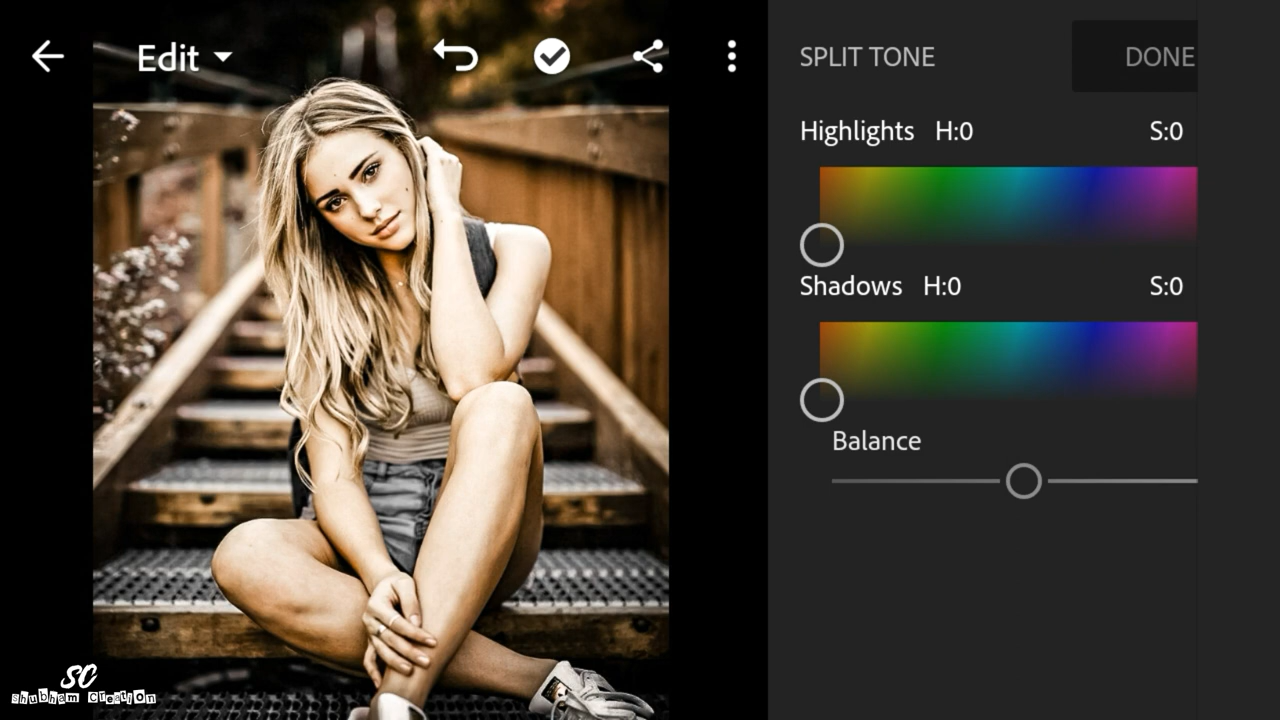 Edit
SPLIT TONE
DONE
Highlights H:0 S:0
Shadows H:0 S:0
Balance
SC
shubham Creation